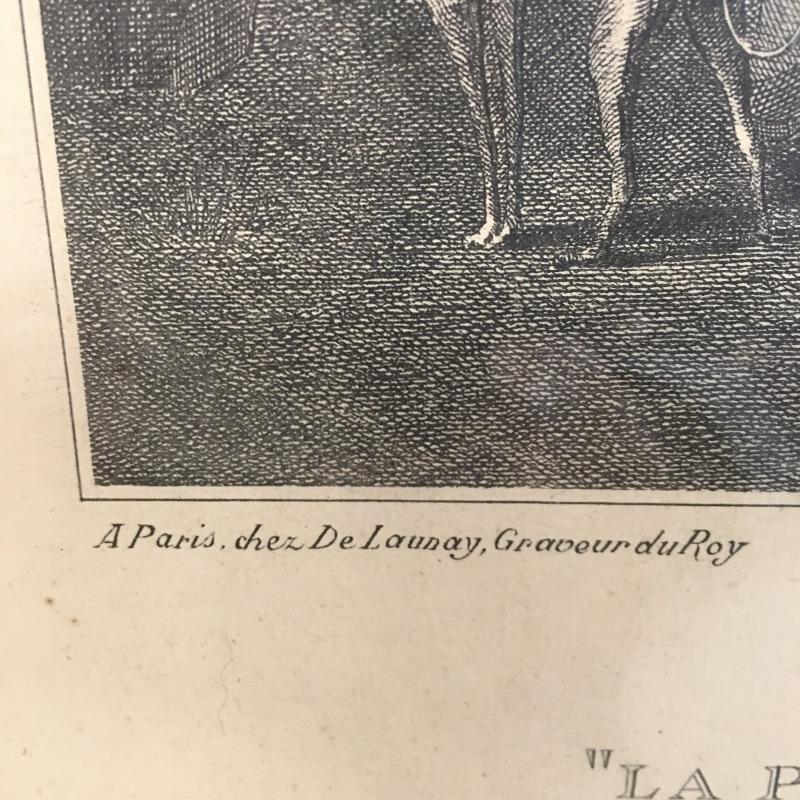 A Paris, chez De Launay, Graveur du Roy
"LA P